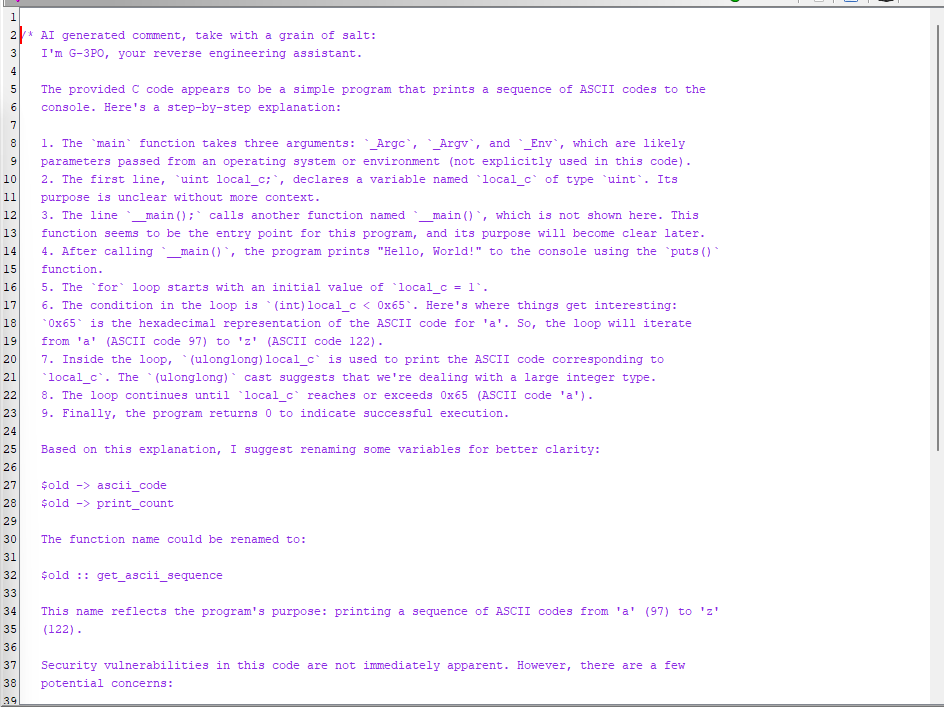 1
2 /* AI generated comment, take with a grain of salt:
3 I'm G-3PO, your reverse engineering assistant.
4
5 The provided C code appears to be a simple program that prints a sequence of ASCII codes to the
6 console. Here's a step-by-step explanation:
7
8 1. The `main` function takes three arguments: `_Argc`, `_Argv`, and `_Env`, which are likely
9 parameters passed from an operating system or environment (not explicitly used in this code).
10 2. The first line, `uint local_c;`, declares a variable named `local_c` of type `uint`. Its
11 purpose is unclear without more context.
12 3. The line `__main();` calls another function named `__main()`, which is not shown here. This
13 function seems to be the entry point for this program, and its purpose will become clear later.
14 4. After calling `__main()`, the program prints "Hello, World!" to the console using the `puts()`
15 function.
16 5. The `for` loop starts with an initial value of `local_c = 1`.
17 6. The condition in the loop is `(int)local_c < 0x65`. Here's where things get interesting:
18 `0x65` is the hexadecimal representation of the ASCII code for 'a'. So, the loop will iterate
19 from 'a' (ASCII code 97) to 'z' (ASCII code 122).
20 7. Inside the loop, `(ulonglong)local_c` is used to print the ASCII code corresponding to
21 `local_c`. The `(ulonglong)` cast suggests that we're dealing with a large integer type.
22 8. The loop continues until `local_c` reaches or exceeds 0x65 (ASCII code 'a').
23 9. Finally, the program returns 0 to indicate successful execution.
24
25 Based on this explanation, I suggest renaming some variables for better clarity:
26
27 $old -> ascii_code
28 $old -> print_count
29
30 The function name could be renamed to:
31
32 $old :: get_ascii_sequence
33
34 This name reflects the program's purpose: printing a sequence of ASCII codes from 'a' (97) to 'z'
35 (122).
36
37 Security vulnerabilities in this code are not immediately apparent. However, there are a few
38 potential concerns:
39